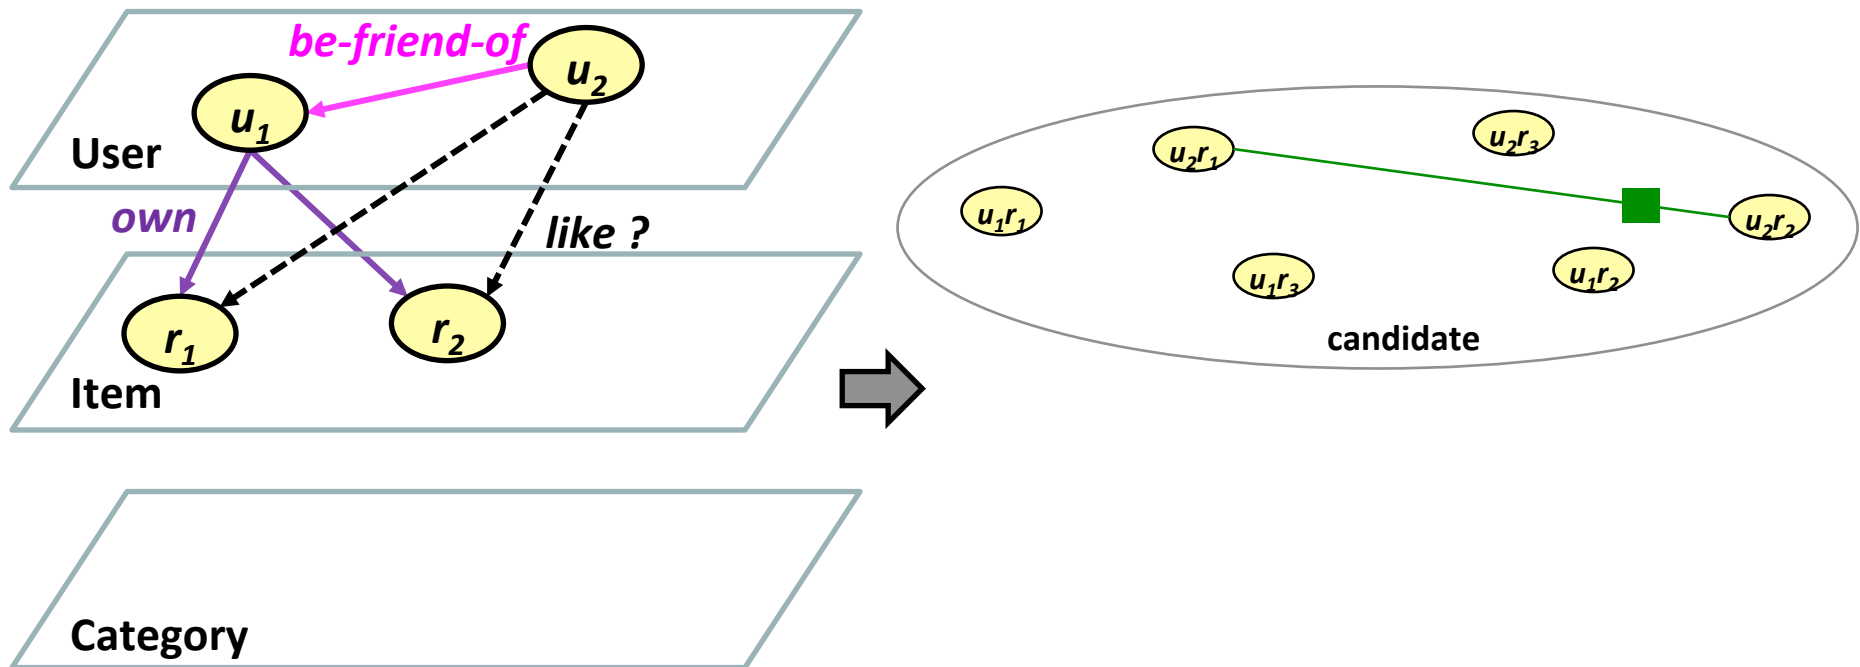 be-friend-of
u2
u1
User
own
like ?
r1
r2
Item
Category
u2r1
u2r3
u1r1
u2r2
u1r3
u1r2
candidate